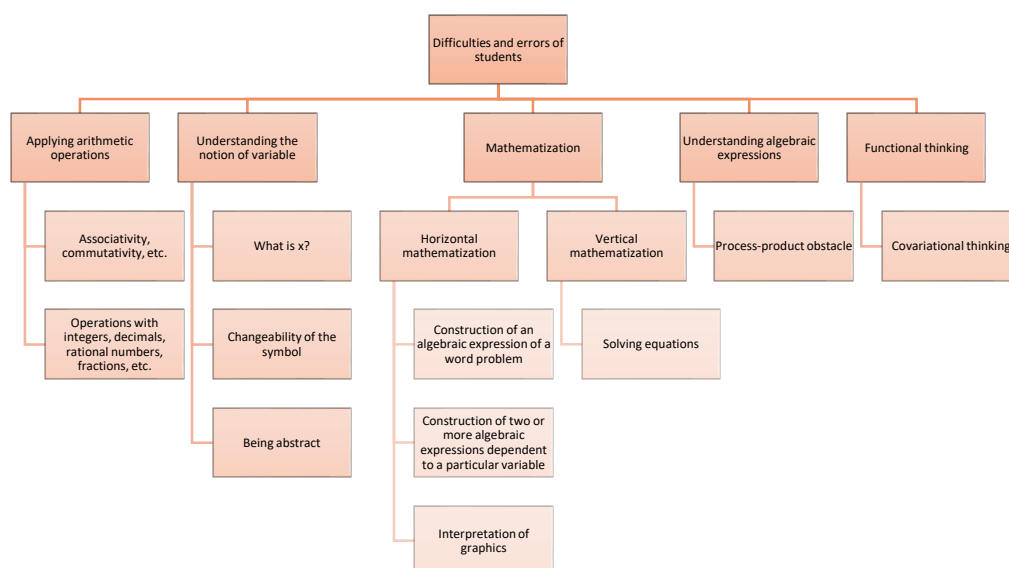 Difficulties and errors of
students
Applying arithmetic
operations
Understanding the
notion of variable
Mathematization
Understanding algebraic
expressions
Functional thinking
Associativity,
commutativity, etc.
What is x?
Horizontal
mathematization
Vertical
mathematization
Process-product obstacle
Covariational thinking
Operations with
integers, decimals,
rational numbers,
fractions, etc.
Changeability of the
symbol
Construction of an
algebraic expression of
a word problem
Solving equations
Being abstract
Construction of two or
more algebraic
expressions dependent
to a particular variable
Interpretation of
graphics